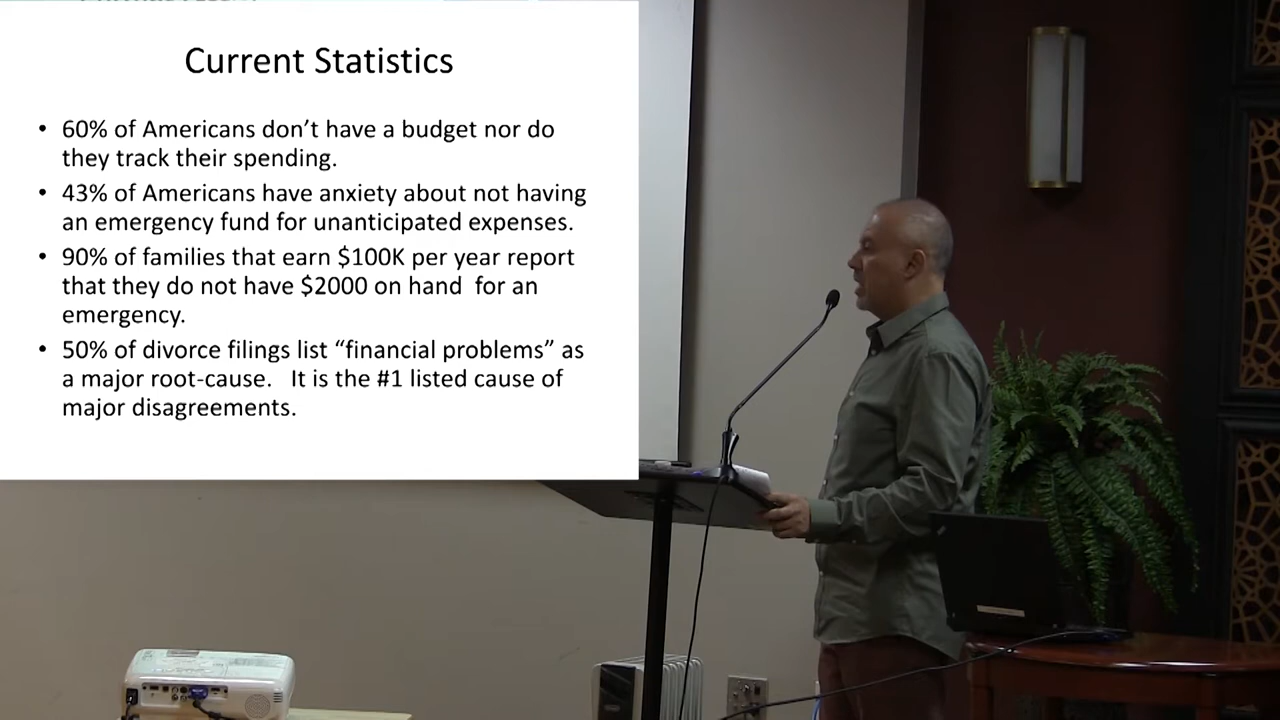 Current Statistics
• 60% of Americans don’t have a budget nor do
they track their spending.
• 43% of Americans have anxiety about not having
an emergency fund for unanticipated expenses.
• 90% of families that earn $100K per year report
that they do not have $2000 on hand  for an
emergency.
• 50% of divorce filings list “financial problems” as
a major root-cause.   It is the #1 listed cause of
major disagreements.